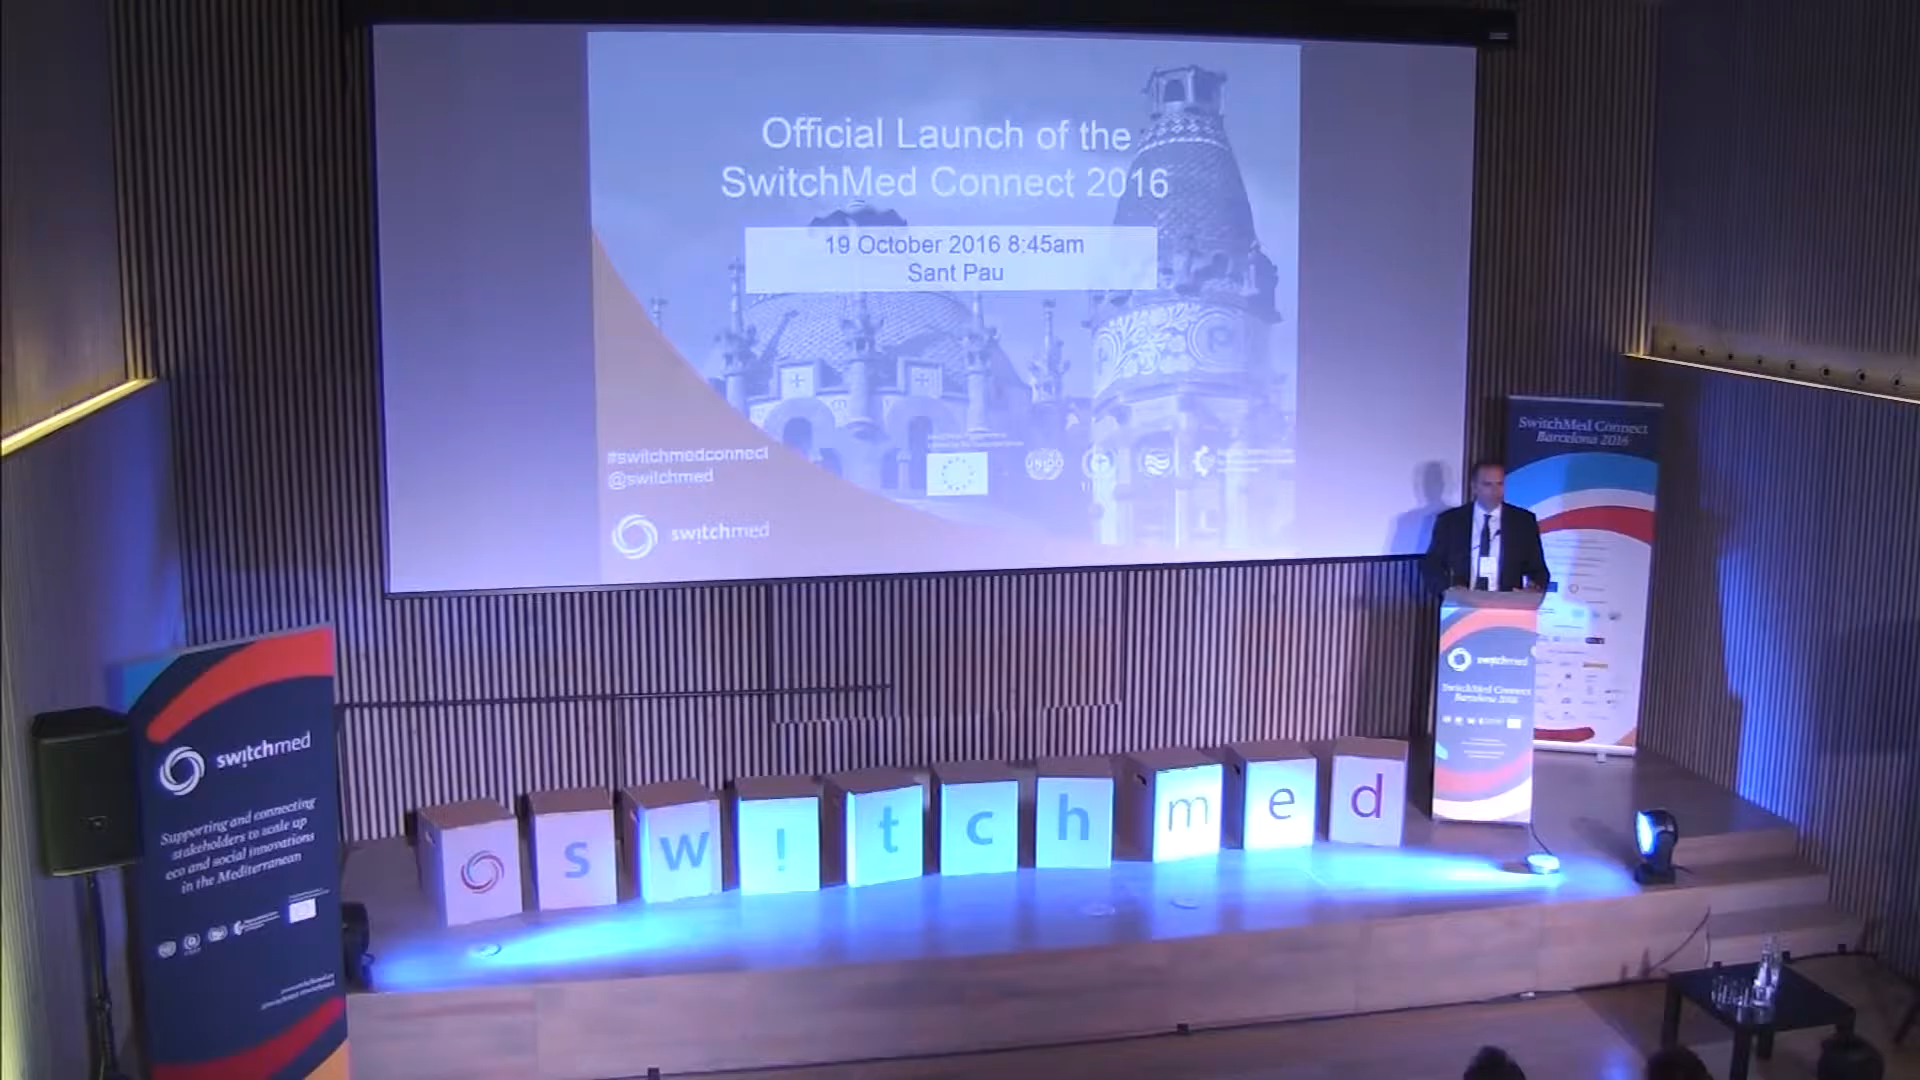 Official Launch of the
SwitchMed Connect 2016
19 October 2016 8:45am
Sant Pau
#switchmedconnect
@switchmed
switchmed
UNIDO
SwitchMed Connect
Barcelona 2016
switchmed
SwitchMed Connect
Barcelona 2016
switchmed
Supporting and connecting
stakeholders to scale up
eco and social innovations
in the Mediterranean
s w ! t c h m e d